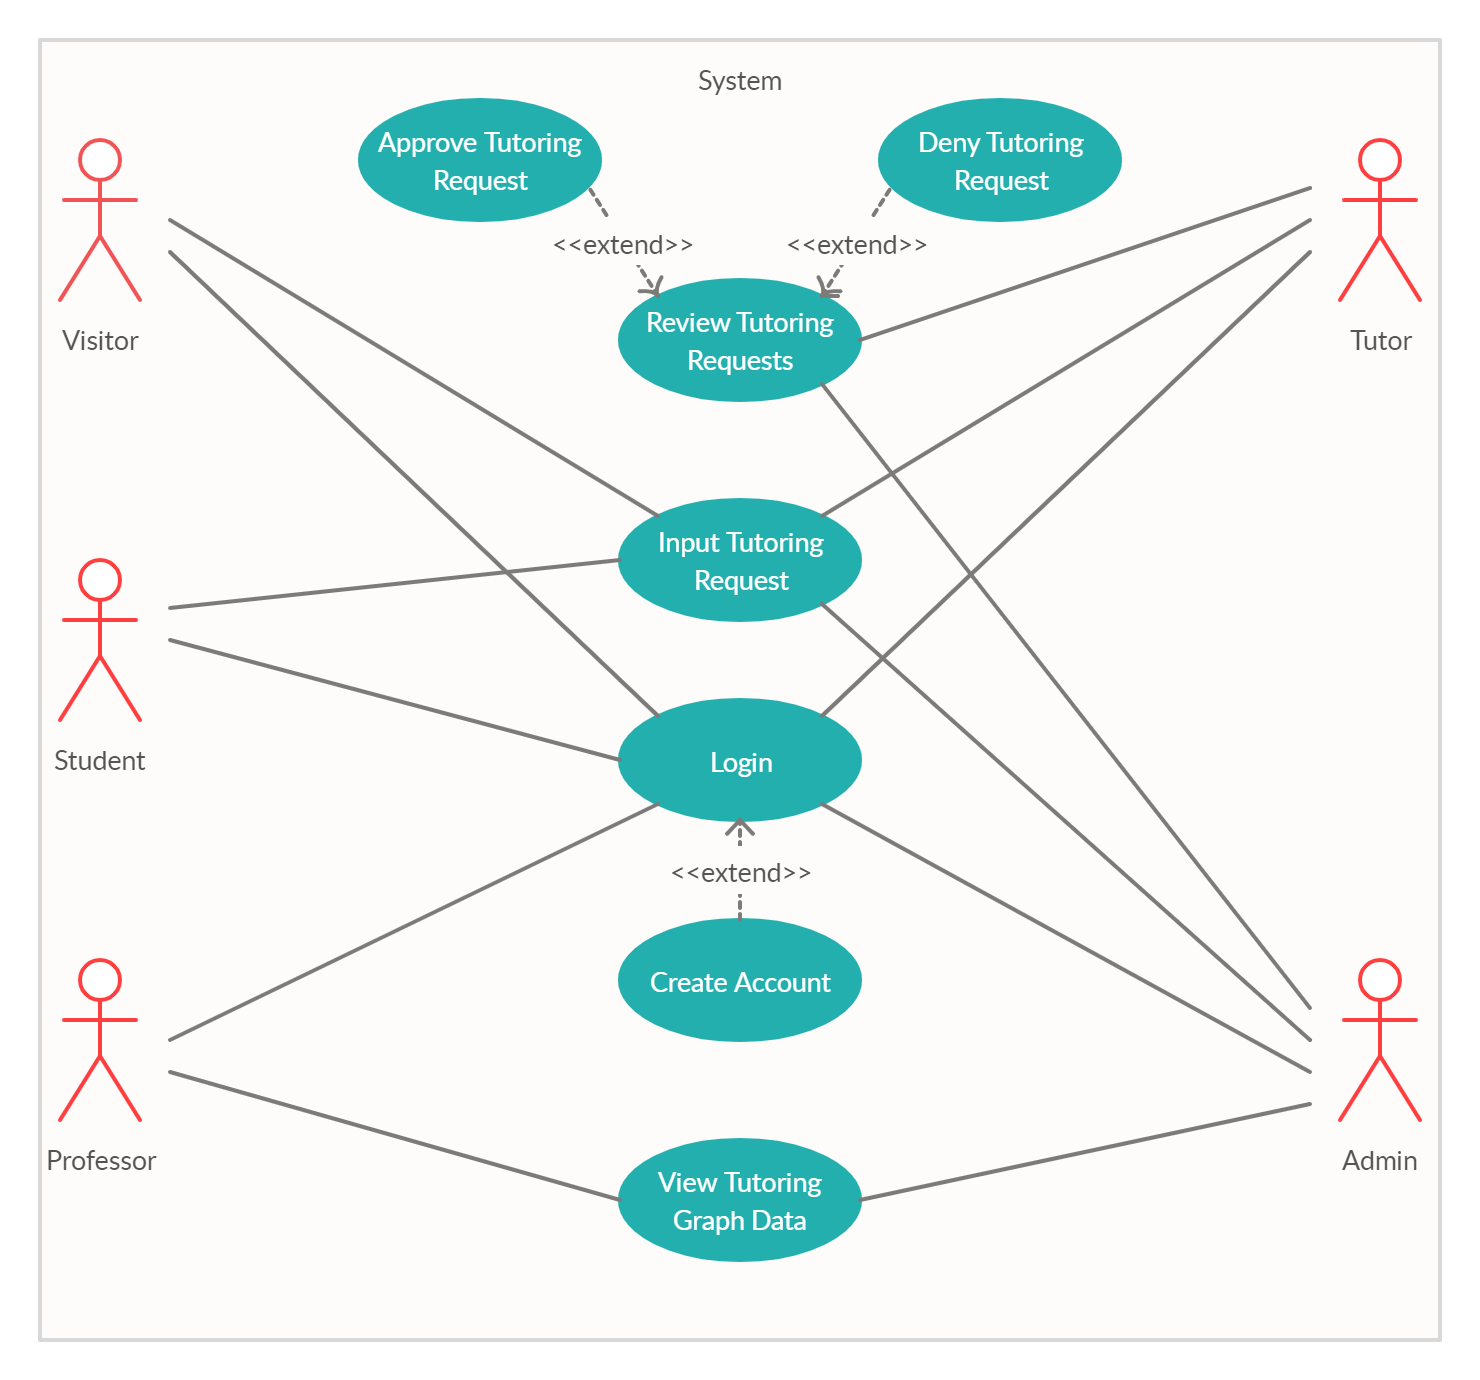 System
Approve Tutoring
Request
Deny Tutoring
Request
<<extend>>
<<extend>>
Visitor
Review Tutoring
Requests
Tutor
Input Tutoring
Request
Student
Login
<<extend>>
Create Account
Professor
Admin
View Tutoring
Graph Data